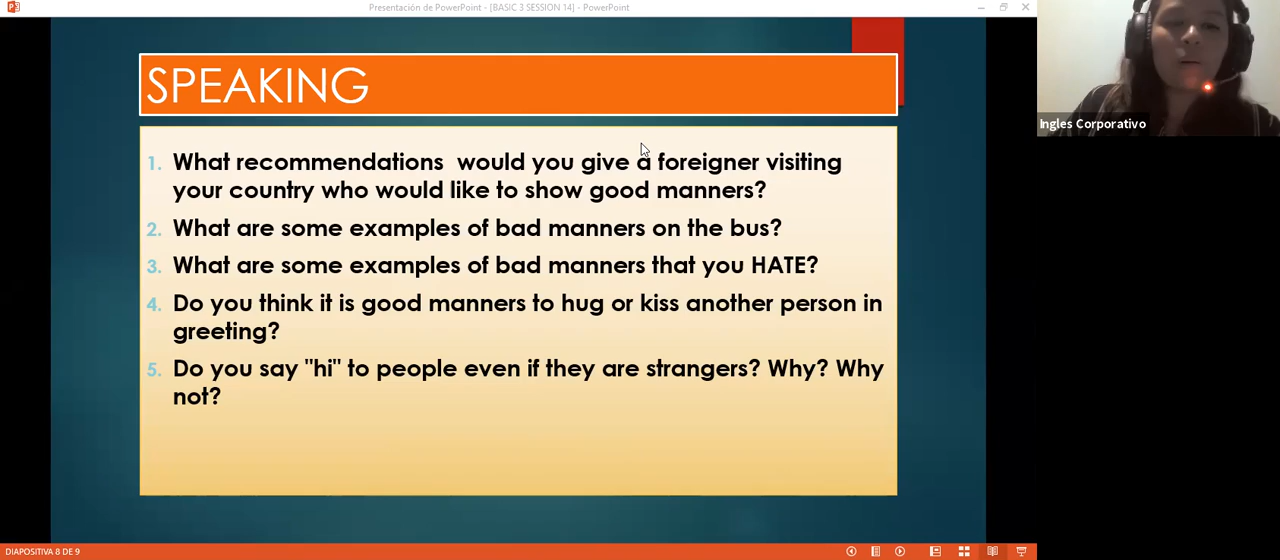 Presentación de PowerPoint - [BASIC 3 SESSION 14] - PowerPoint
SPEAKING
Ingles Corporativo
1. What recommendations  would you give a foreigner visiting
your country who would like to show good manners?
2. What are some examples of bad manners on the bus?
3. What are some examples of bad manners that you HATE?
4. Do you think it is good manners to hug or kiss another person in
greeting?
5. Do you say "hi" to people even if they are strangers? Why? Why
not?
DIAPOSITIVA 8 DE 9